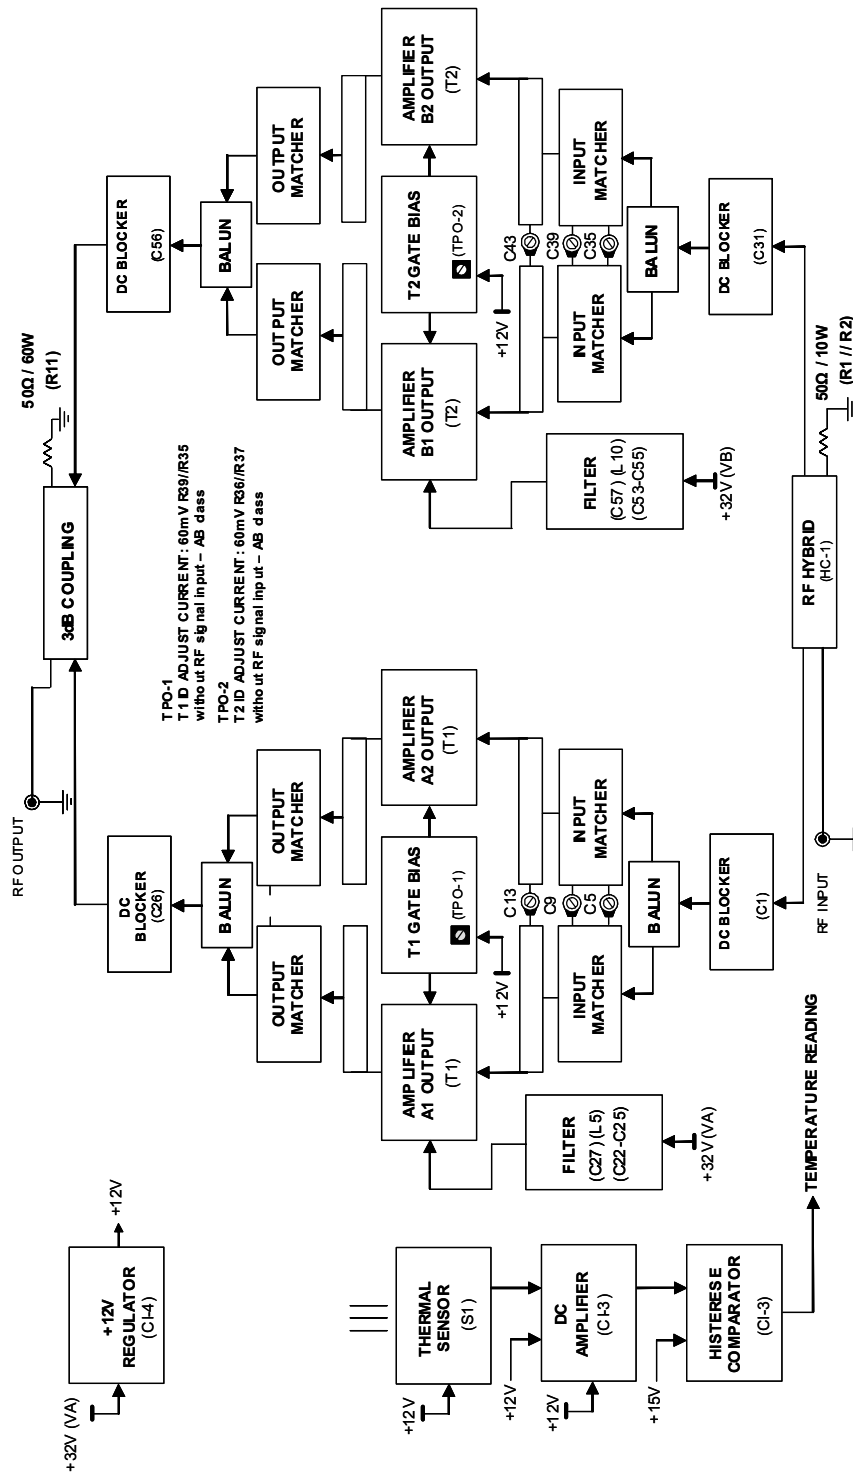 RF OUTPUT
50Ω / 60W
(R11)
3dB COUPLING
DC
BLOCKER
(C26)
DC BLOCKER
(C56)
TPO-1
T1 ID ADJUST CURRENT: 60mV R39//R35
without RF signal input – AB class
TPO-2
T2 ID ADJUST CURRENT: 60mV R36//R37
without RF signal input – AB class
+32V (VA)
+12V
REGULATOR
(CI-4)
+12V
BALUN
BALUN
OUTPUT
MATCHER
OUTPUT
MATCHER
OUTPUT
MATCHER
OUTPUT
MATCHER
AMPLIFER
A1 OUTPUT
(T1)
T1 GATE BIAS
(TPO-1)
+12V
AMPLIFIER
A2 OUTPUT
(T1)
AMPLIFIER
B1 OUTPUT
(T2)
T2 GATE BIAS
(TPO-2)
+12V
AMPLIFIER
B2 OUTPUT
(T2)
+12V
THERMAL
SENSOR
(S1)
C13
C9
C5
C43
C39
C35
FILTER
(C27) (L5)
(C22-C25)
+32V (VA)
INPUT
MATCHER
INPUT
MATCHER
FILTER
(C57) (L10)
(C53-C55)
+32V (VB)
INPUT
MATCHER
INPUT
MATCHER
+12V
+12V
DC
AMPLIFIER
(CI-3)
BALUN
BALUN
+15V
HISTERESE
COMPARATOR
(CI-3)
DC BLOCKER
(C1)
DC BLOCKER
(C31)
TEMPERATURE READING
RF INPUT
RF HYBRID
(HC-1)
50Ω / 10W
(R1 // R2)